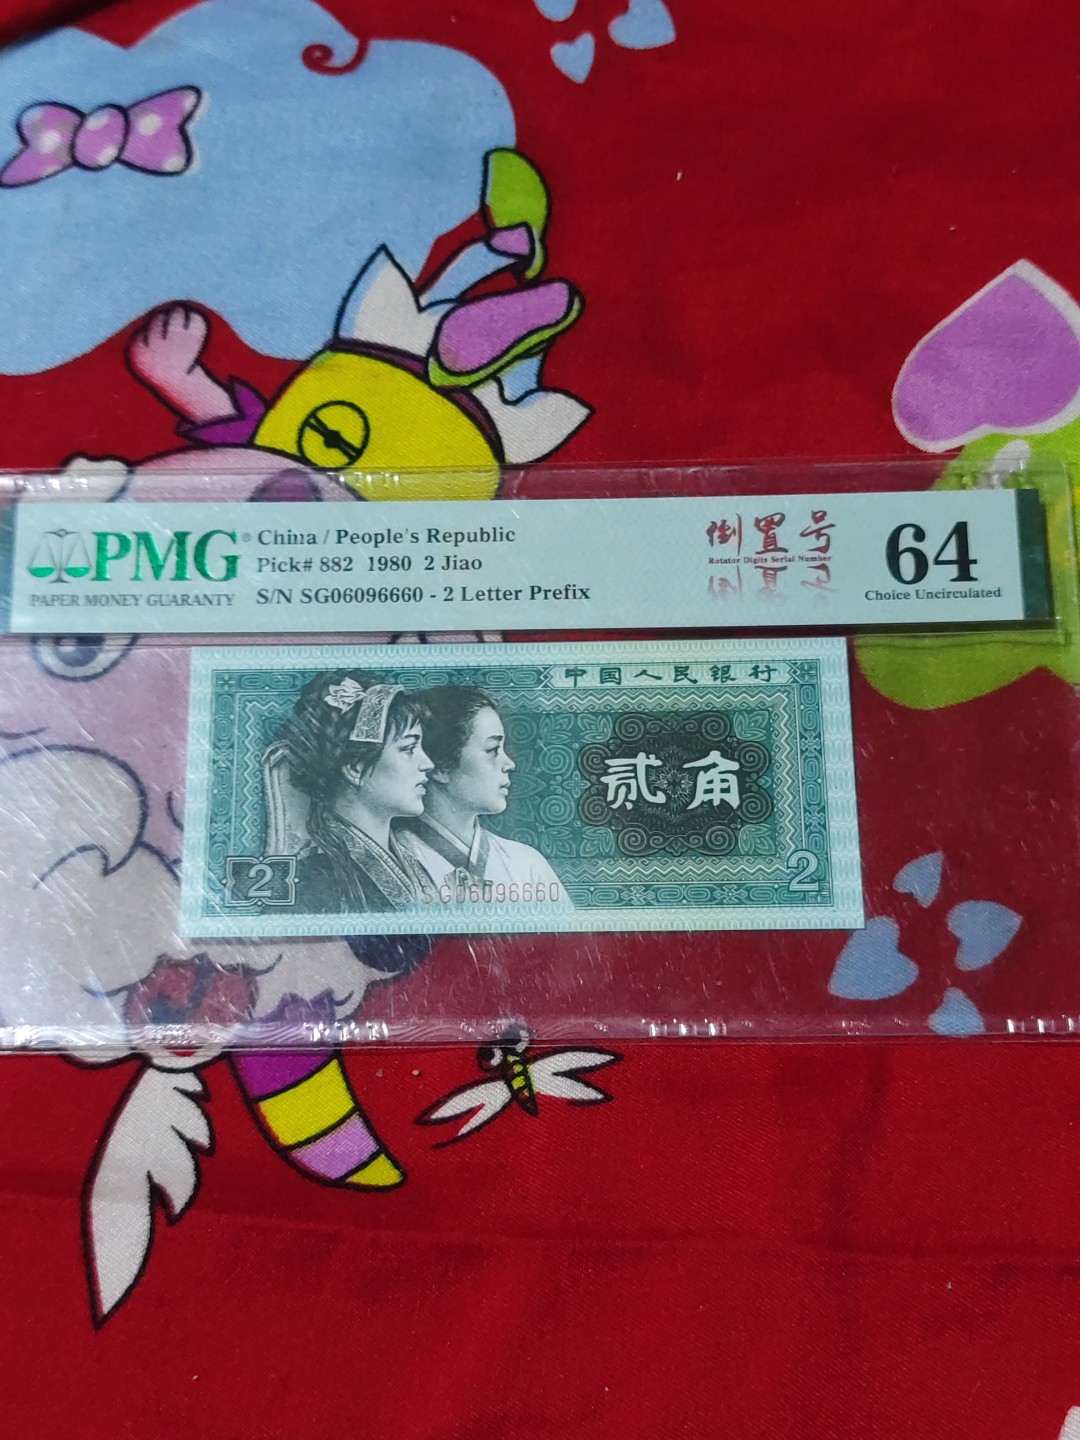 PMG®
PAPER MONEY GUARANTY
China / People's Republic
Pick# 882 1980 2 Jiao
S/N SG06096660 - 2 Letter Prefix
倒置号
Rotator Digits Serial Number
64
Choice Uncirculated
中国人民银行
贰角
2
2
SG06096660